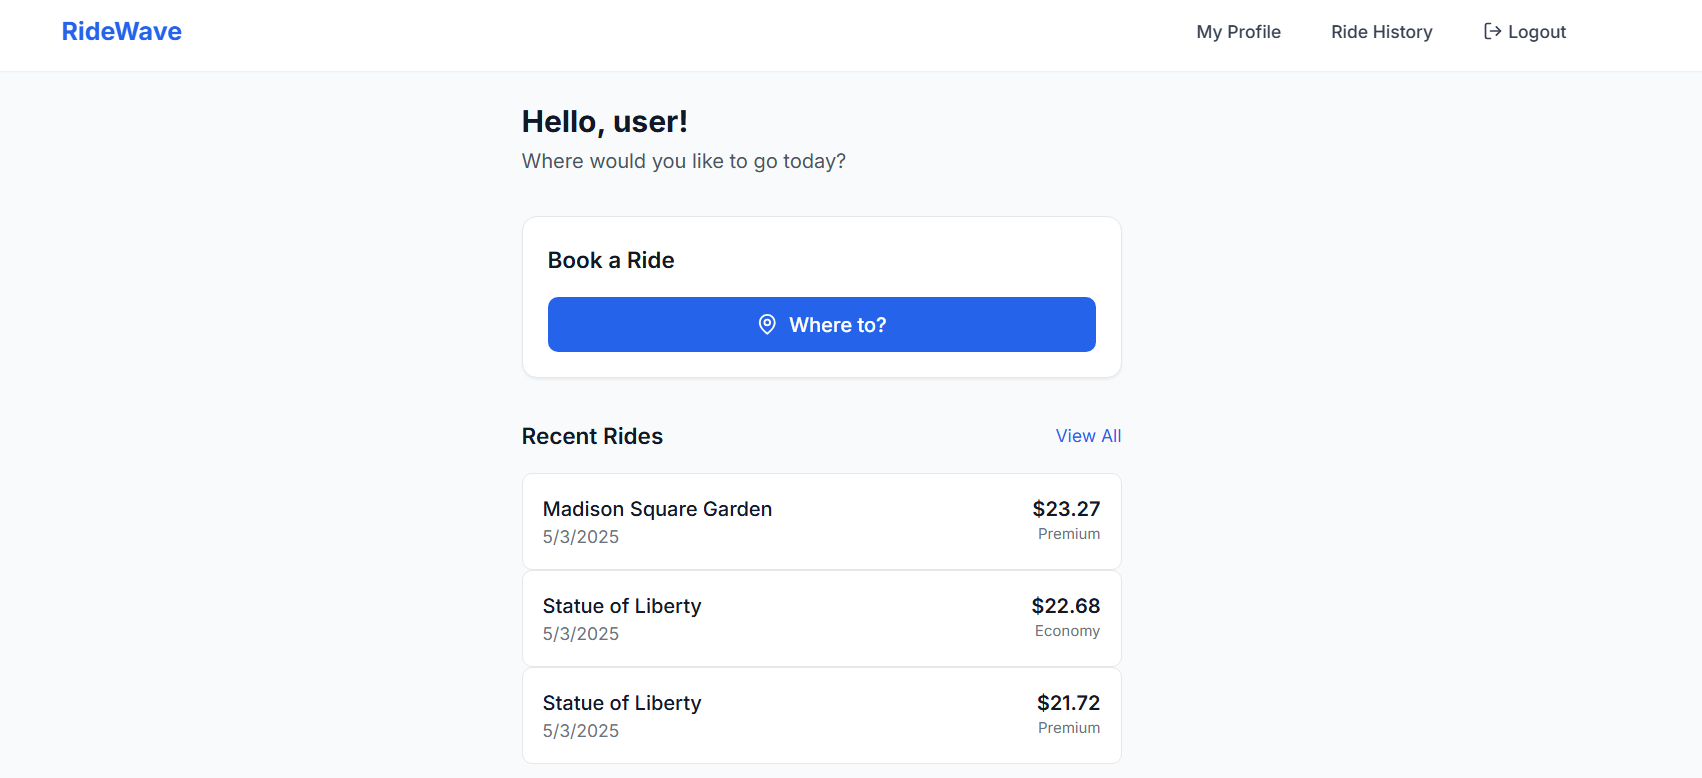 RideWave
My Profile
Ride History
Logout
Hello, user!
Where would you like to go today?
Book a Ride
Where to?
Recent Rides
View All
Madison Square Garden
$23.27
5/3/2025
Premium
Statue of Liberty
$22.68
5/3/2025
Economy
Statue of Liberty
$21.72
5/3/2025
Premium